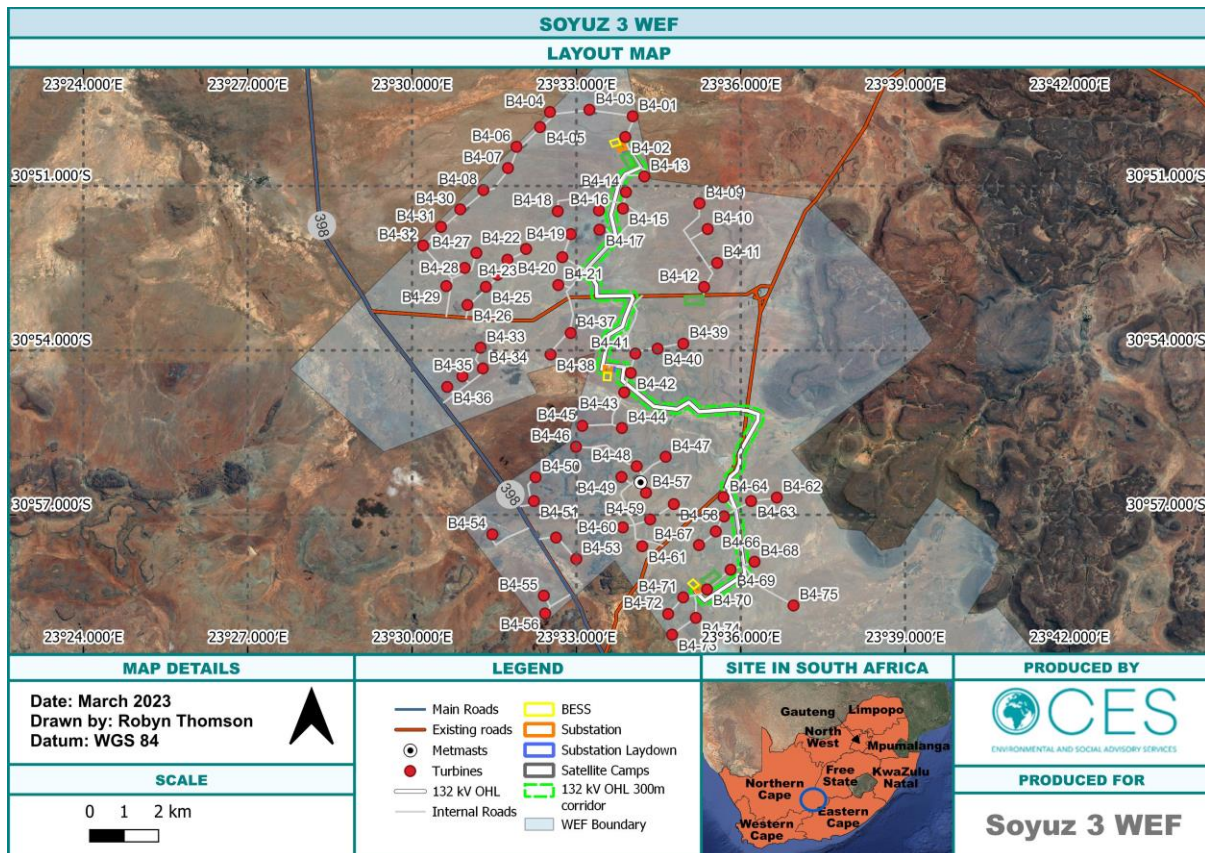 SOYUZ 3 WEF
LAYOUT MAP
23°24.000'E 23°27.000'E 23°30.000'E 23°33.000'E 23°36.000'E 23°39.000'E 23°42.000'E
B4-04 B4-03 B4-01
B4-06 B4-05
B4-02
B4-07
B4-13
30°51.000'S 30°51.000'S
B4-08 B4-14
B4-30 B4-18 B4-16 B4-09
B4-31 B4-15 B4-10
398
B4-32 B4-27 B4-22 B4-19 B4-17
B4-28 B4-23 B4-20 B4-21 B4-11
B4-29 B4-25 B4-12
B4-26
B4-37
30°54.000'S 30°54.000'S
B4-33 B4-39
B4-34 B4-41 B4-40
B4-35 B4-38
B4-36 B4-42
B4-43
B4-45 B4-44
B4-46
B4-48 B4-47
B4-50
B4-49 B4-57
398
B4-64 B4-62
30°57.000'S 30°57.000'S
B4-51 B4-59 B4-58 B4-63
B4-54 B4-60 B4-67
B4-53 B4-61 B4-66 B4-68
B4-55 B4-71 B4-69
B4-72 B4-70 B4-75
B4-56 B4-74
B4-73
23°24.000'E 23°27.000'E 23°30.000'E 23°33.000'E 23°36.000'E 23°39.000'E 23°42.000'E
MAP DETAILS
Date: March 2023
Drawn by: Robyn Thomson
Datum: WGS 84
SCALE
0 1 2 km
LEGEND
Main Roads
Existing roads
Metmasts
Turbines
132 kV OHL
Internal Roads
BESS
Substation
Substation Laydown
Satellite Camps
132 kV OHL 300m
corridor
WEF Boundary
SITE IN SOUTH AFRICA
Gauteng
Limpopo
North
West
Mpumalanga
Free
State
KwaZulu
Natal
Northern
Cape
Eastern
Cape
Western
Cape
PRODUCED BY
CES
ENVIRONMENTAL AND SOCIAL ADVISORY SERVICES
PRODUCED FOR
Soyuz 3 WEF